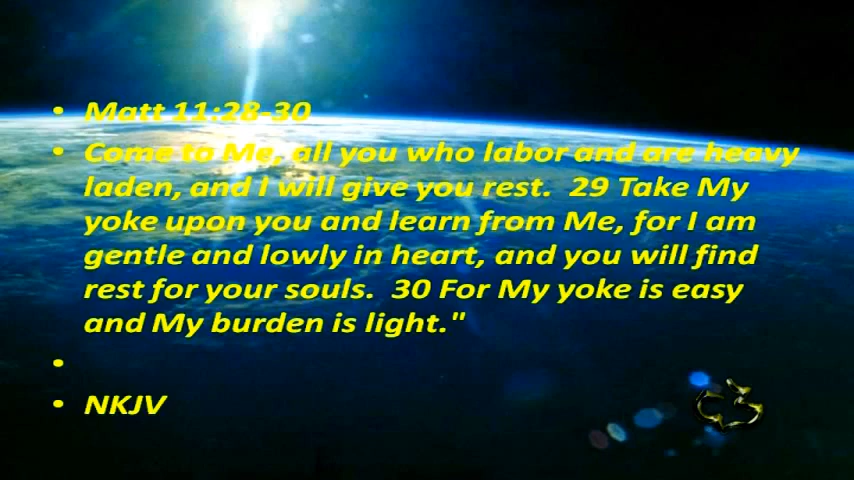 • Matt 11:28-30
• Come to Me, all you who labor and are heavy
laden, and I will give you rest.  29 Take My
yoke upon you and learn from Me, for I am
gentle and lowly in heart, and you will find
rest for your souls.  30 For My yoke is easy
and My burden is light."
•
• NKJV